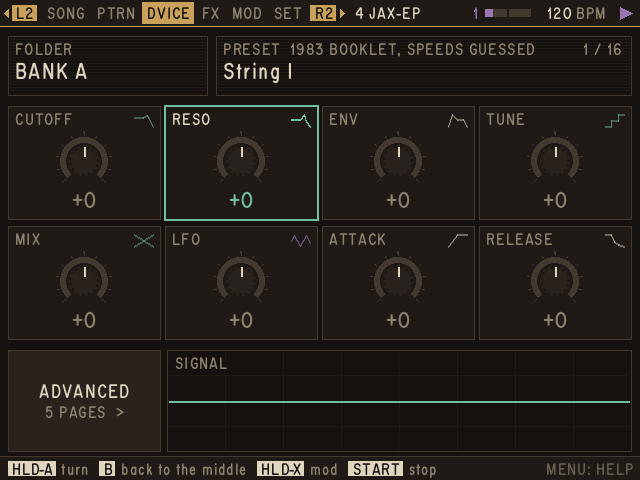 L2 SONG PTRN DVICE FX MOD SET R2 4 JAX-EP 1 120 BPM
FOLDER
BANK A
PRESET 1983 BOOKLET, SPEEDS GUESSED 1 / 16
String I
CUTOFF
+0
RESO
+0
ENV
+0
TUNE
+0
MIX
+0
LFO
+0
ATTACK
+0
RELEASE
+0
ADVANCED
5 PAGES >
SIGNAL
HLD-A turn B back to the middle HLD-X mod START stop MENU: HELP